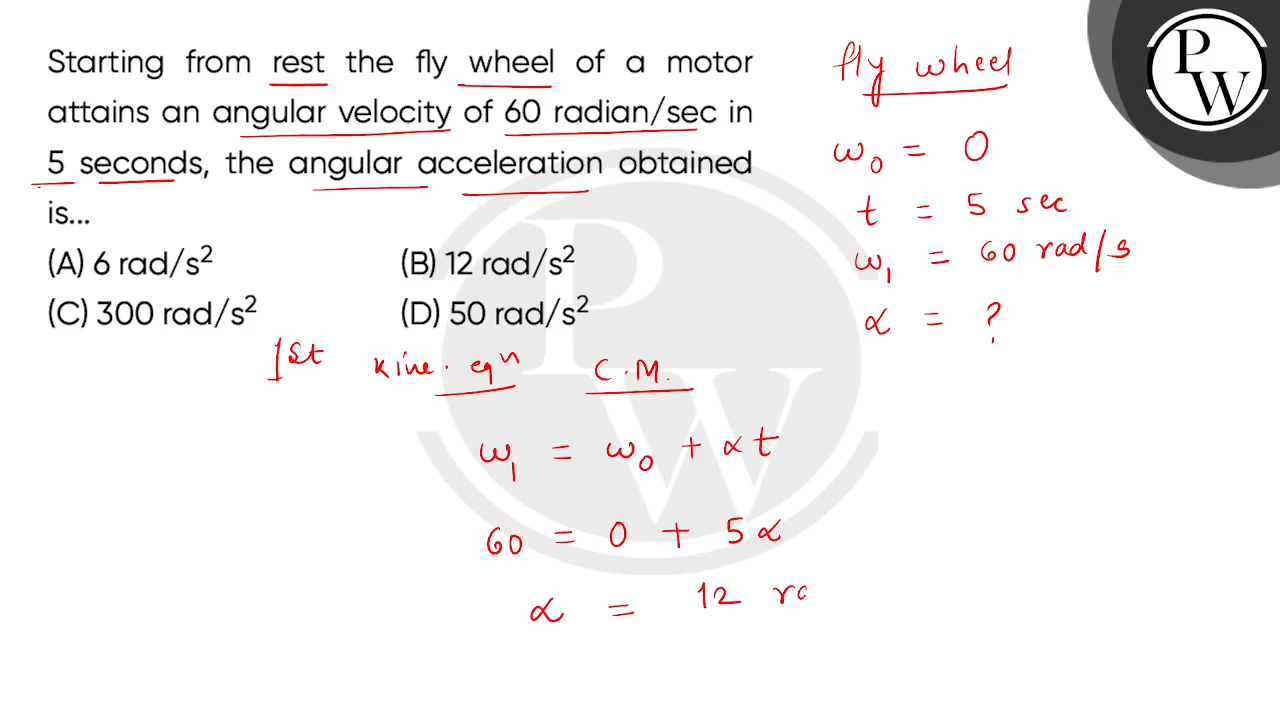 Starting from rest the fly wheel of a motor
attains an angular velocity of 60 radian/sec in
5 seconds, the angular acceleration obtained
is...
(A) 6 rad/s² (B) 12 rad/s²
(C) 300 rad/s² (D) 50 rad/s²
fly wheel
ω₀ = 0
t = 5 sec
ω₁ = 60 rad/s
α = ?
1st kine. eqⁿ C.M.
ω₁ = ω₀ + αt
60 = 0 + 5α
α = 12 ra
P
W
P
W